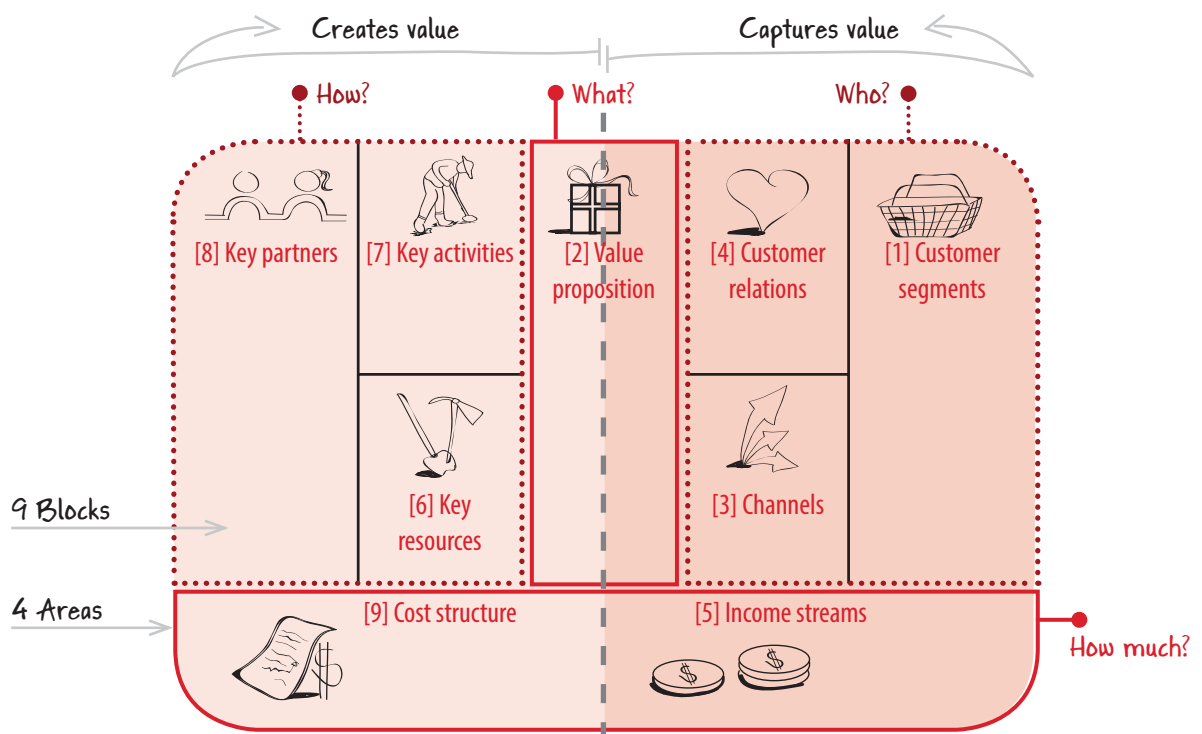 Creates value
Captures value
How?
What?
Who?
[8] Key partners
[7] Key activities
[2] Value
proposition
[4] Customer
relations
[1] Customer
segments
9 Blocks
[6] Key
resources
[3] Channels
4 Areas
[9] Cost structure
[5] Income streams
How much?
$
$
$